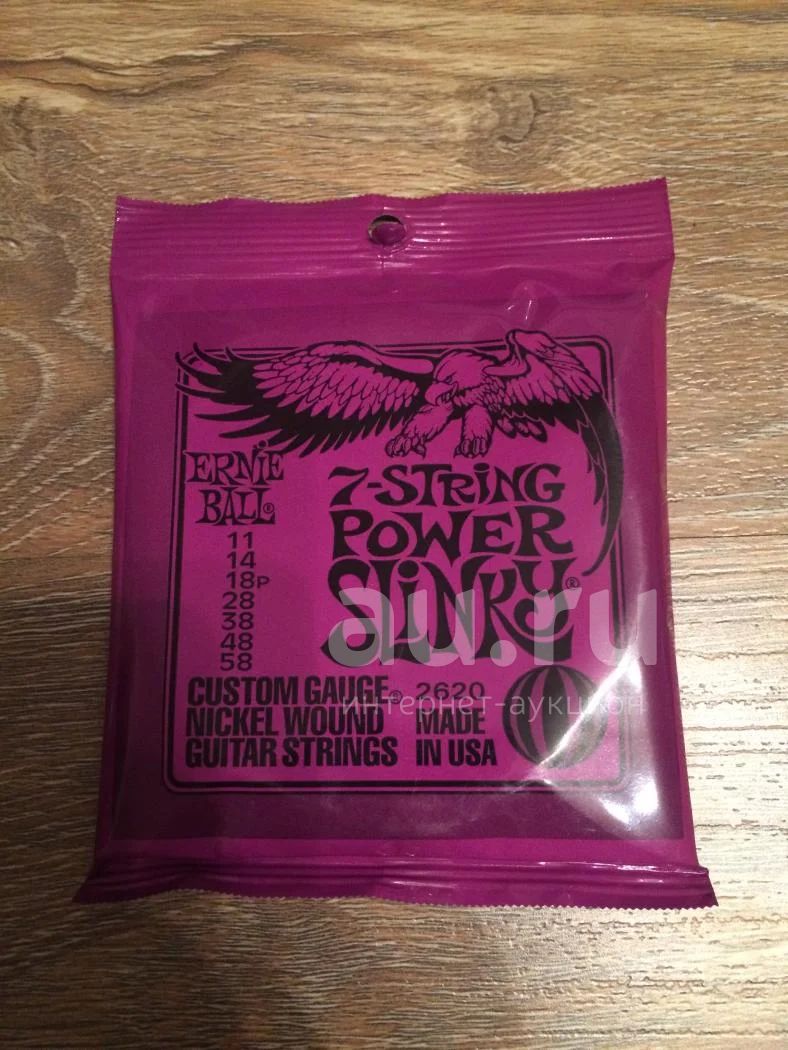 ERNIE
BALL®
11
14
18P
28
38
48
58
7-STRING
POWER
SLINKY®
CUSTOM GAUGE®
NICKEL WOUND
GUITAR STRINGS
2620
MADE
IN USA
au.ru
интернет-аукцион